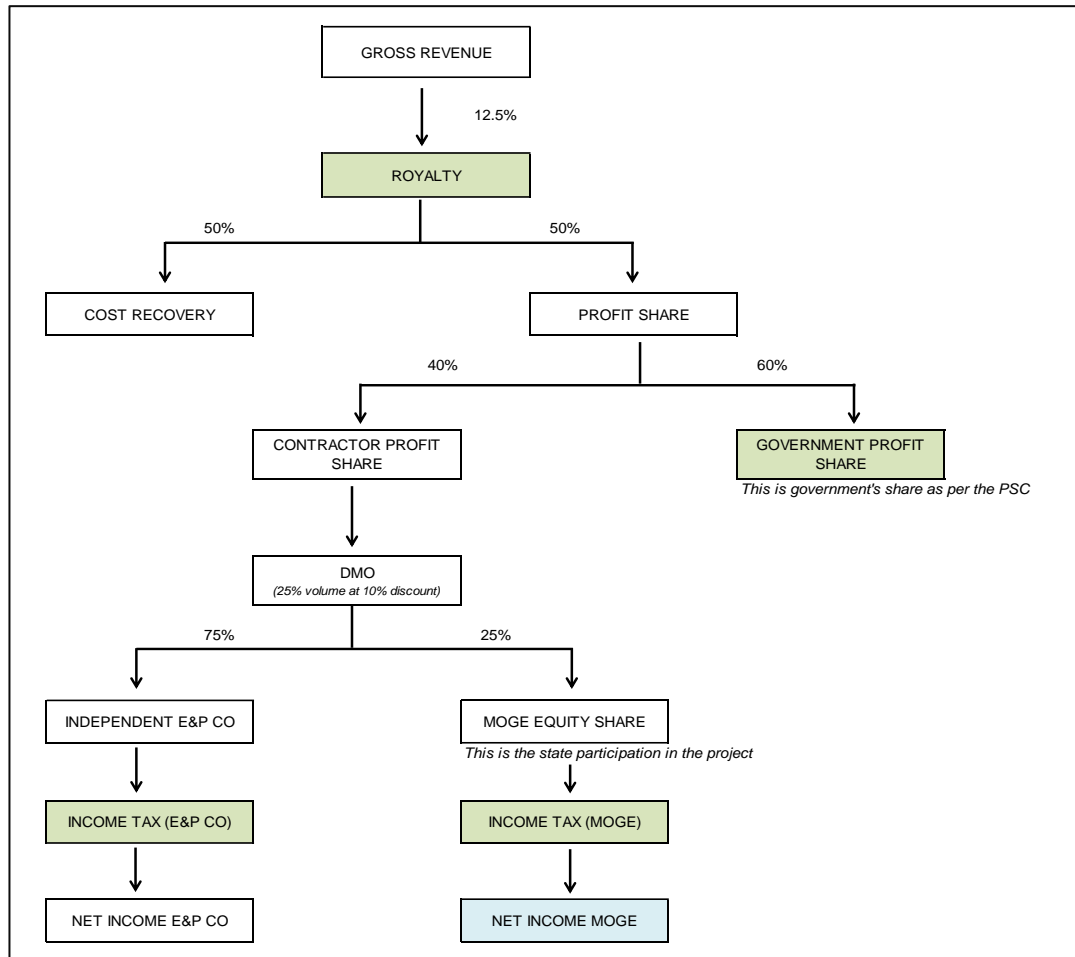 GROSS REVENUE
12.5%
ROYALTY
50%
50%
COST RECOVERY
PROFIT SHARE
40%
60%
CONTRACTOR PROFIT
SHARE
GOVERNMENT PROFIT
SHARE
This is government's share as per the PSC
DMO
(25% volume at 10% discount)
75%
25%
INDEPENDENT E&P CO
MOGE EQUITY SHARE
This is the state participation in the project
INCOME TAX (E&P CO)
INCOME TAX (MOGE)
NET INCOME E&P CO
NET INCOME MOGE